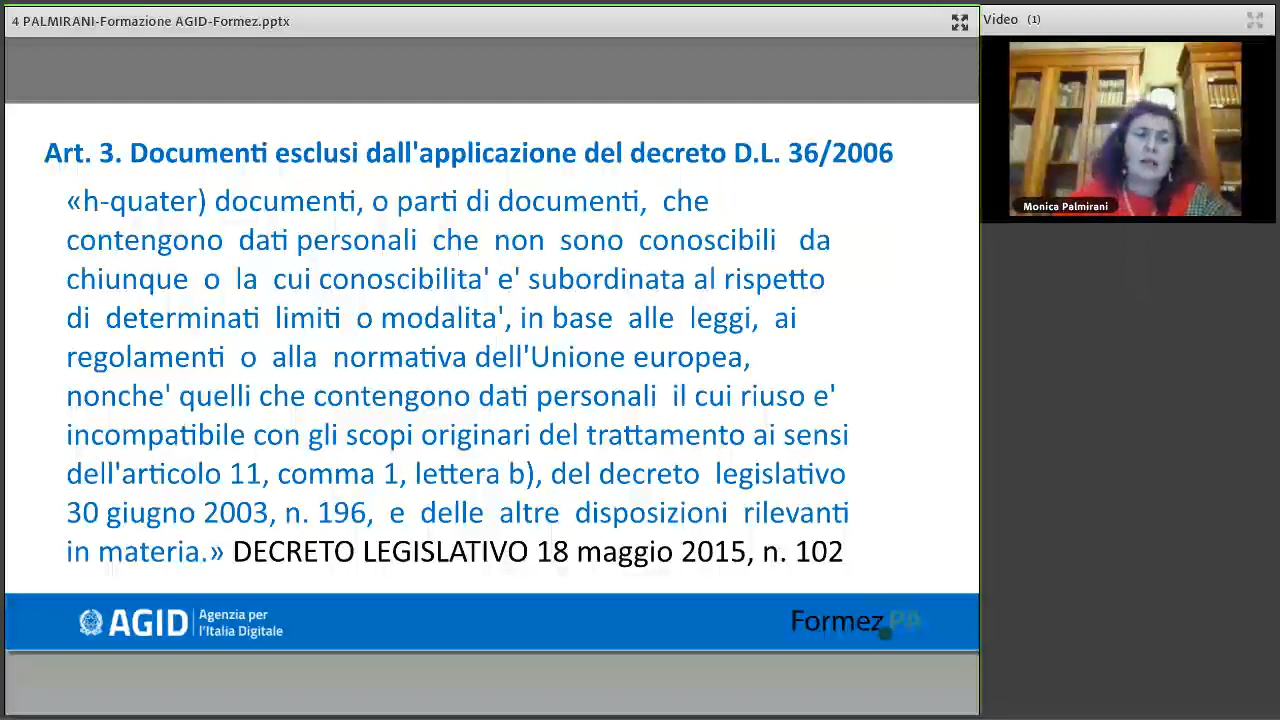 4 PALMIRANI-Formazione AGID-Formez.pptx
Video (1)
Monica Palmirani
Art. 3. Documenti esclusi dall'applicazione del decreto D.L. 36/2006
«h-quater) documenti, o parti di documenti, che
contengono dati personali che non sono conoscibili da
chiunque o la cui conoscibilita' e' subordinata al rispetto
di determinati limiti o modalita', in base alle leggi, ai
regolamenti o alla normativa dell'Unione europea,
nonche' quelli che contengono dati personali il cui riuso e'
incompatibile con gli scopi originari del trattamento ai sensi
dell'articolo 11, comma 1, lettera b), del decreto legislativo
30 giugno 2003, n. 196, e delle altre disposizioni rilevanti
in materia.» DECRETO LEGISLATIVO 18 maggio 2015, n. 102
AGID Agenzia per
l'Italia Digitale
Formez PA